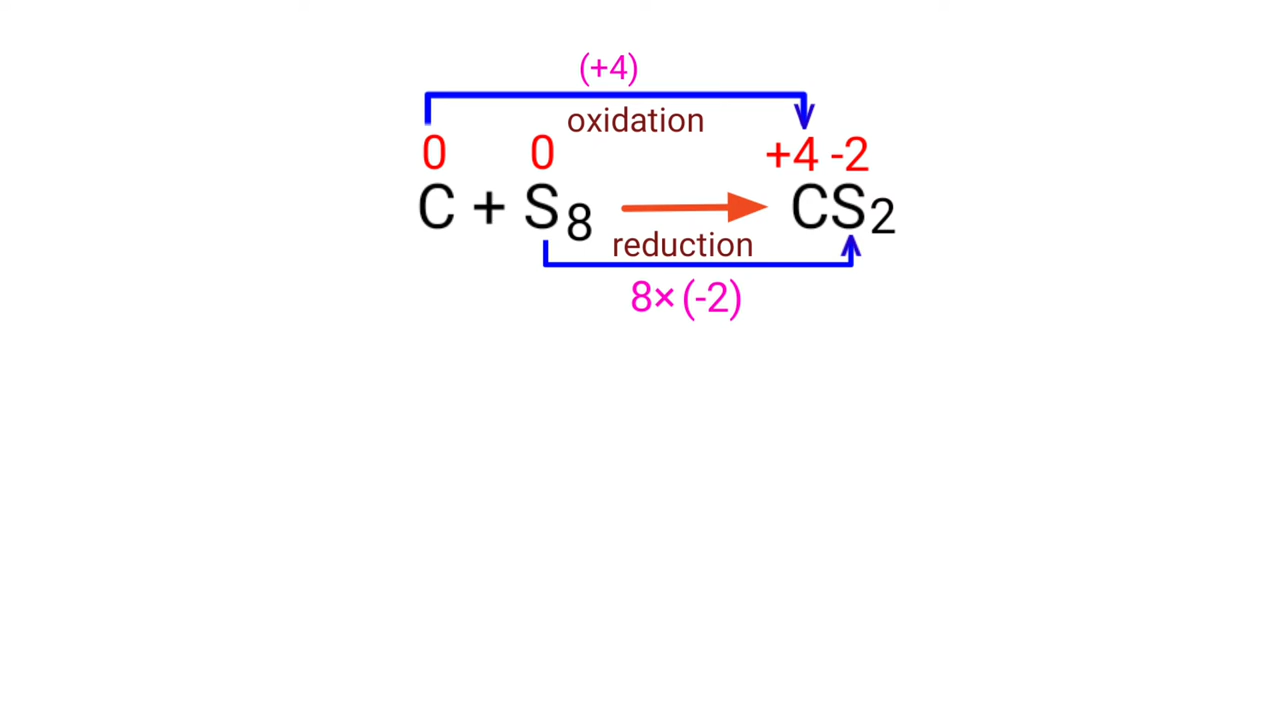 (+4)
oxidation
0 0 +4 -2
C + S8 CS2
reduction
8× (-2)